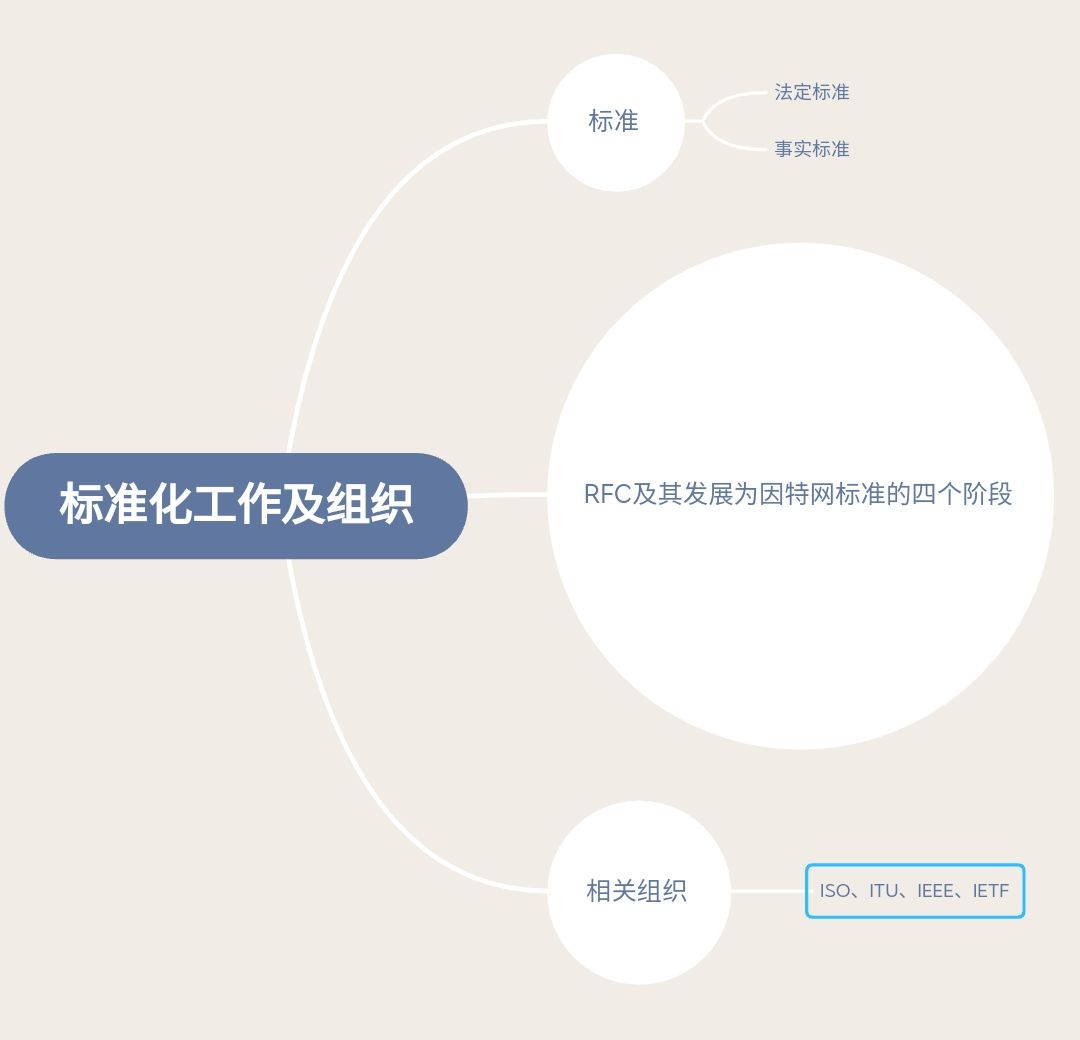 标准
法定标准
事实标准
标准化工作及组织
RFC及其发展为因特网标准的四个阶段
相关组织
ISO、ITU、IEEE、IETF